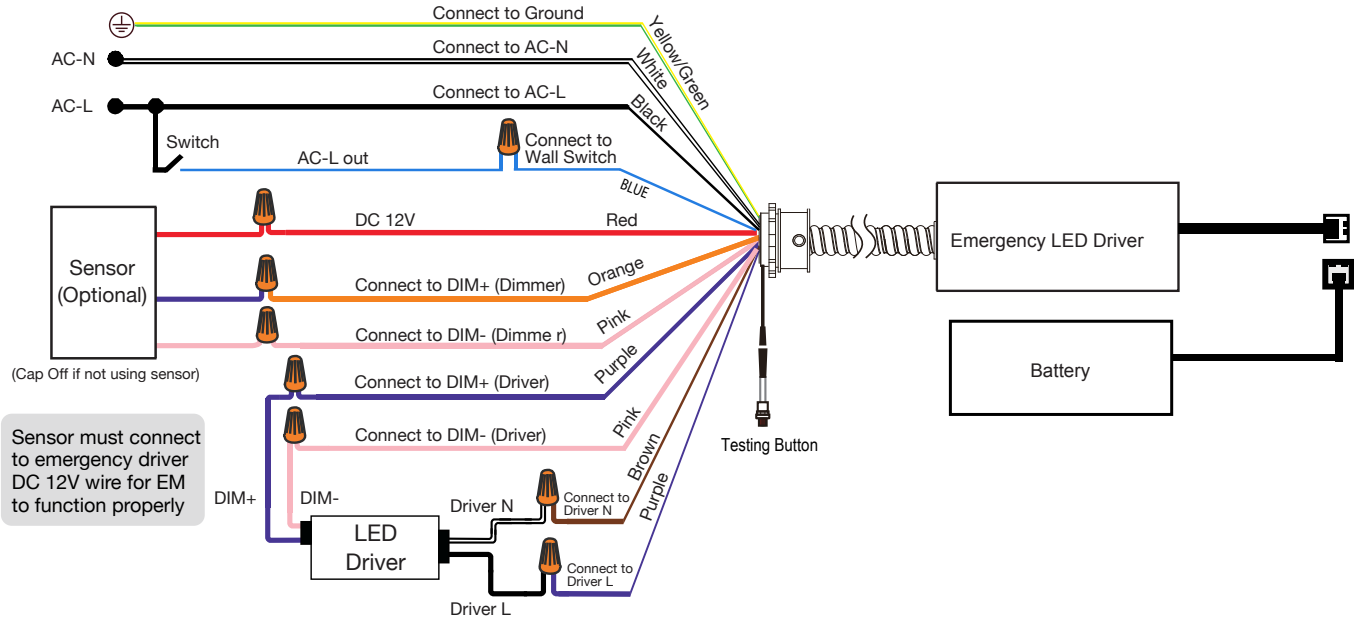 Connect to Ground
Yellow/Green
AC-N
Connect to AC-N
White
AC-L
Connect to AC-L
Black
Switch
AC-L out
Connect to
Wall Switch
BLUE
DC 12V
Red
Sensor
(Optional)
Connect to DIM+ (Dimmer)
Orange
Connect to DIM- (Dimme r)
Pink
(Cap Off if not using sensor)
Connect to DIM+ (Driver)
Purple
Connect to DIM- (Driver)
Pink
Sensor must connect
to emergency driver
DC 12V wire for EM
to function properly
DIM+
DIM-
LED
Driver
Driver N
Connect to
Driver N
Brown
Driver L
Connect to
Driver L
Purple
Testing Button
Emergency LED Driver
Battery